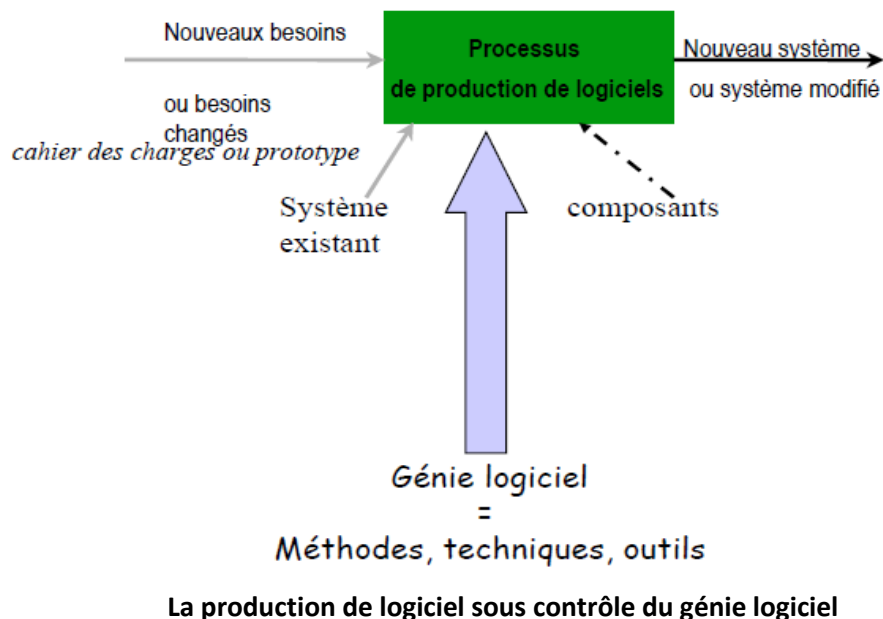 Nouveaux besoins
ou besoins
changés
cahier des charges ou prototype
Processus
de production de logiciels
Nouveau système
ou système modifié
Système
existant
composants
Génie logiciel
=
Méthodes, techniques, outils
La production de logiciel sous contrôle du génie logiciel